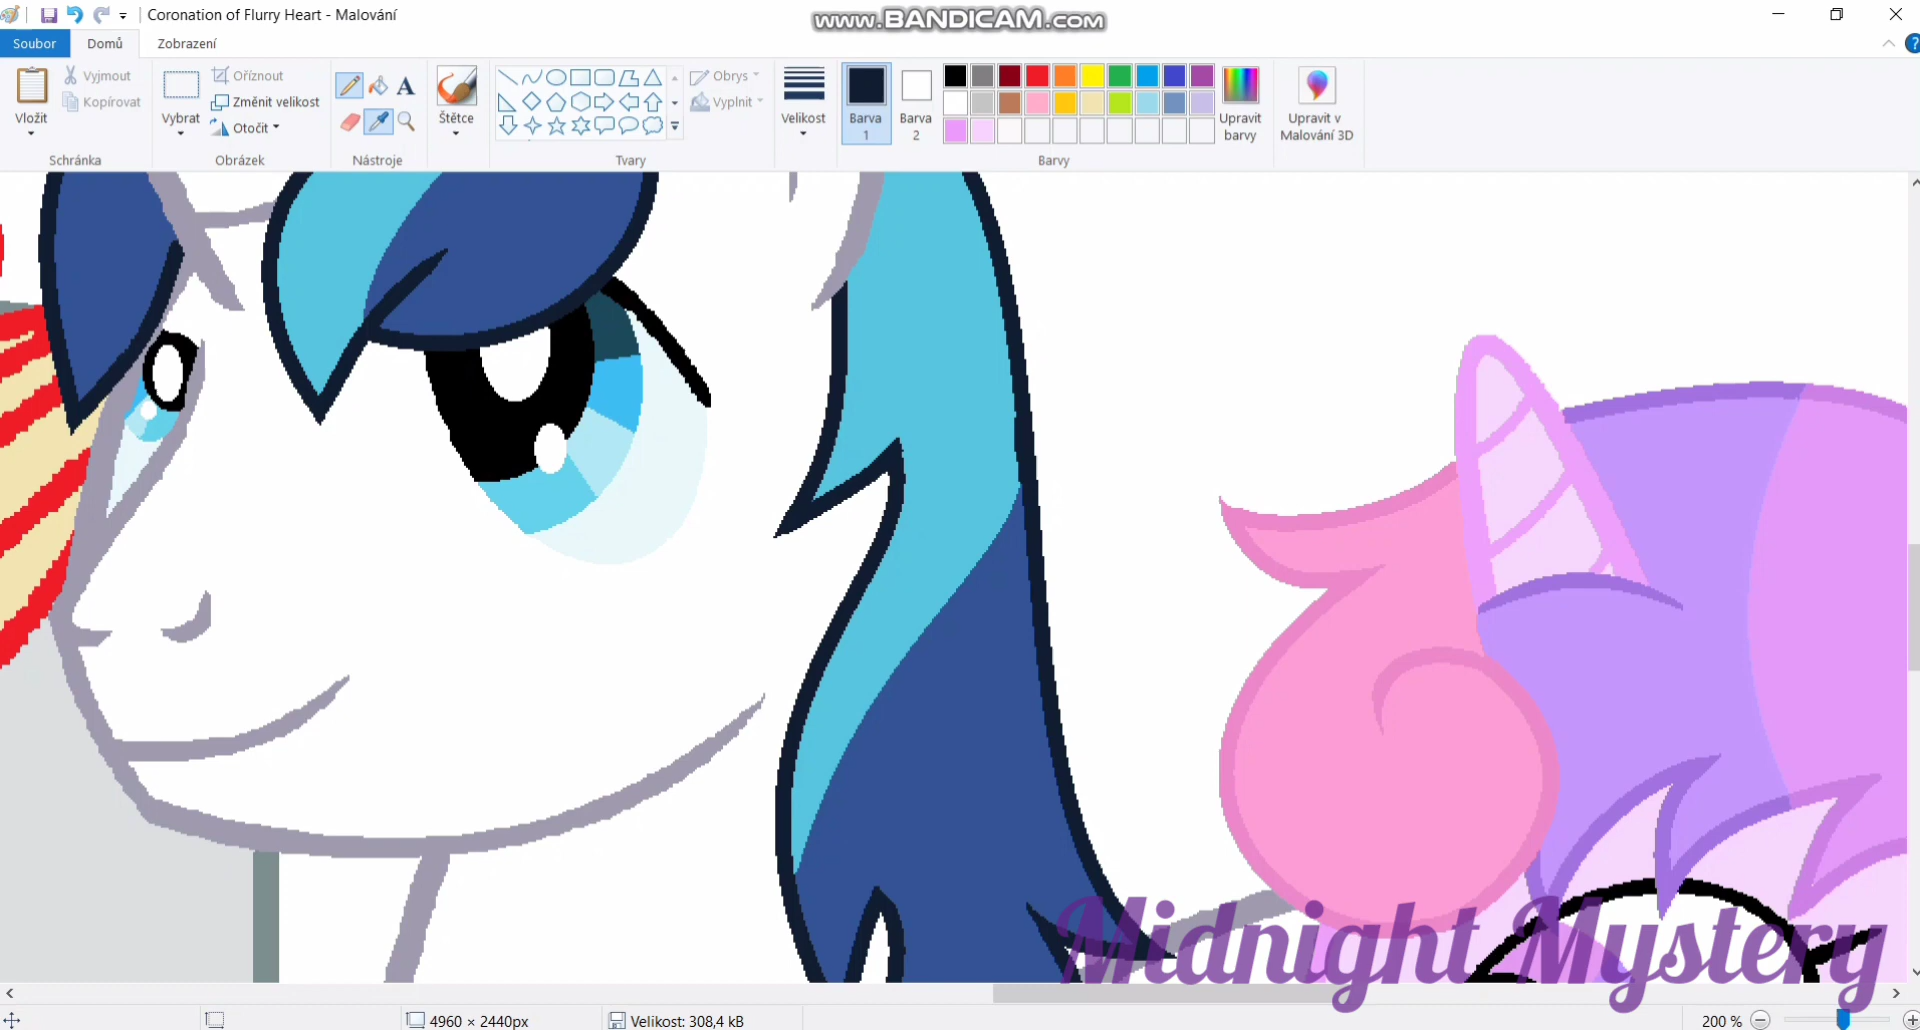 Coronation of Flurry Heart - Malování
www.BANDICAM.com
Soubor
Domů
Zobrazení
Vložit
Vyjmout
Kopírovat
Schránka
Vybrat
Oříznout
Změnit velikost
Otočit
Obrázek
A
Nástroje
Štětce
Obrys
Vyplnit
Tvary
Velikost
Barva
1
Barva
2
Upravit
barvy
Barvy
Upravit v
Malování 3D
?
Midnight Mystery
4960 × 2440px
Velikost: 308,4 kB
200 %